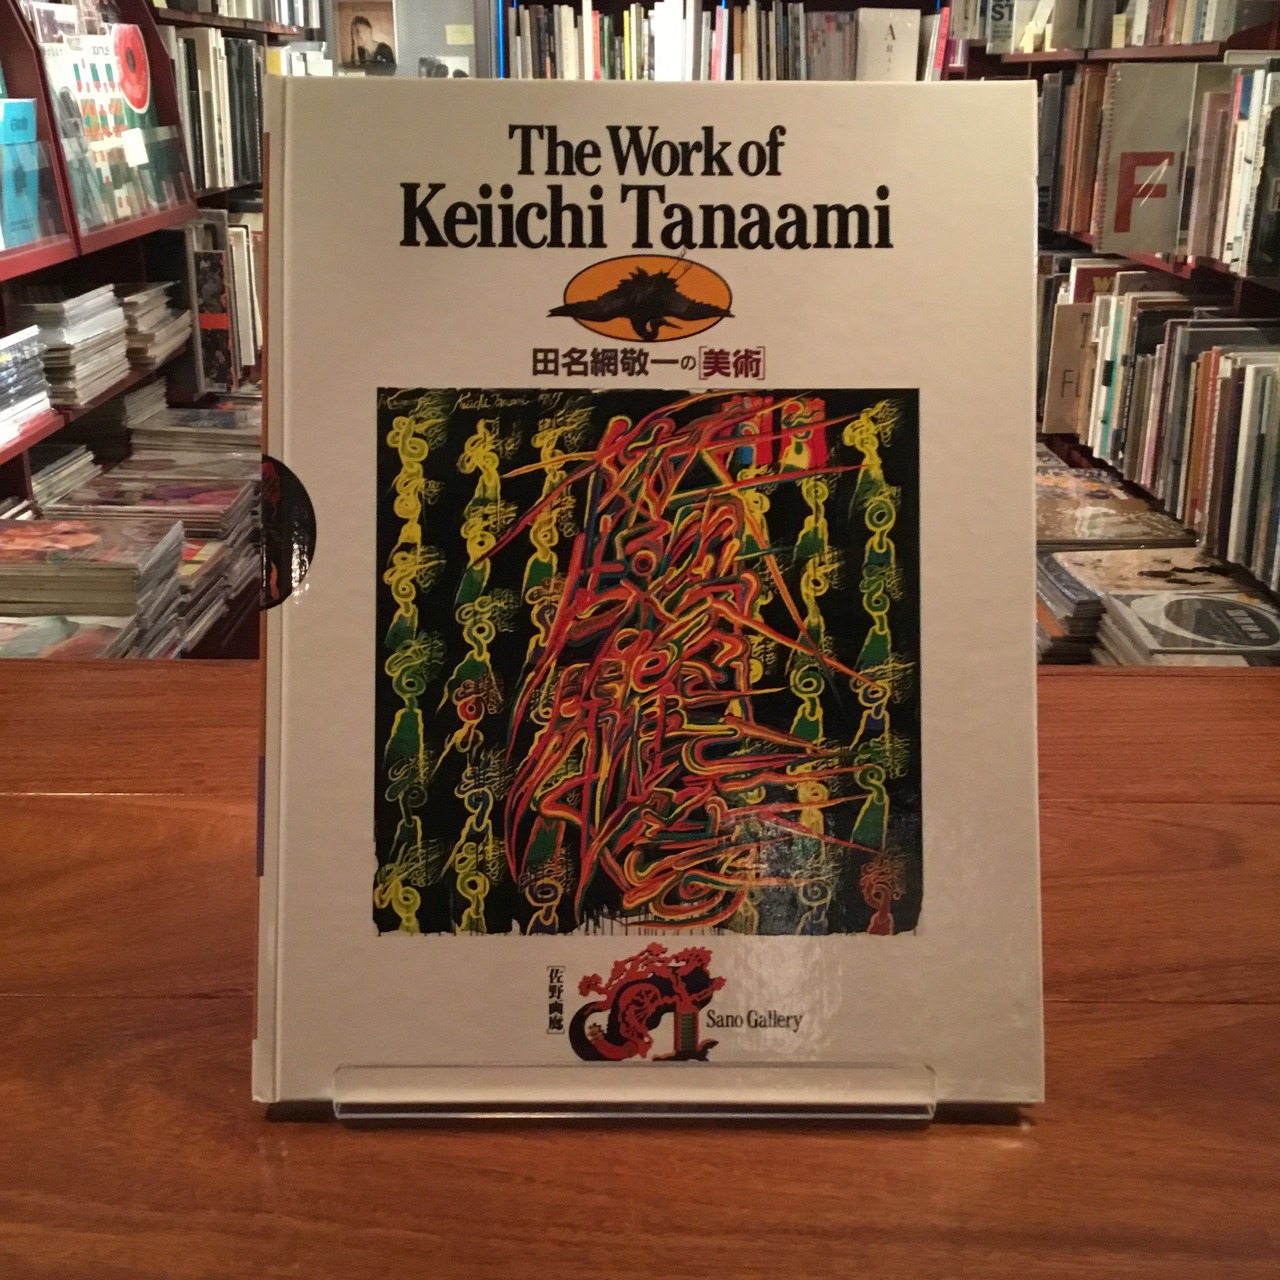 The Work of
Keiichi Tanaami
田名網敬一の[美術]
Keiichi Tanaami
[佐野画廊]
Sano Gallery